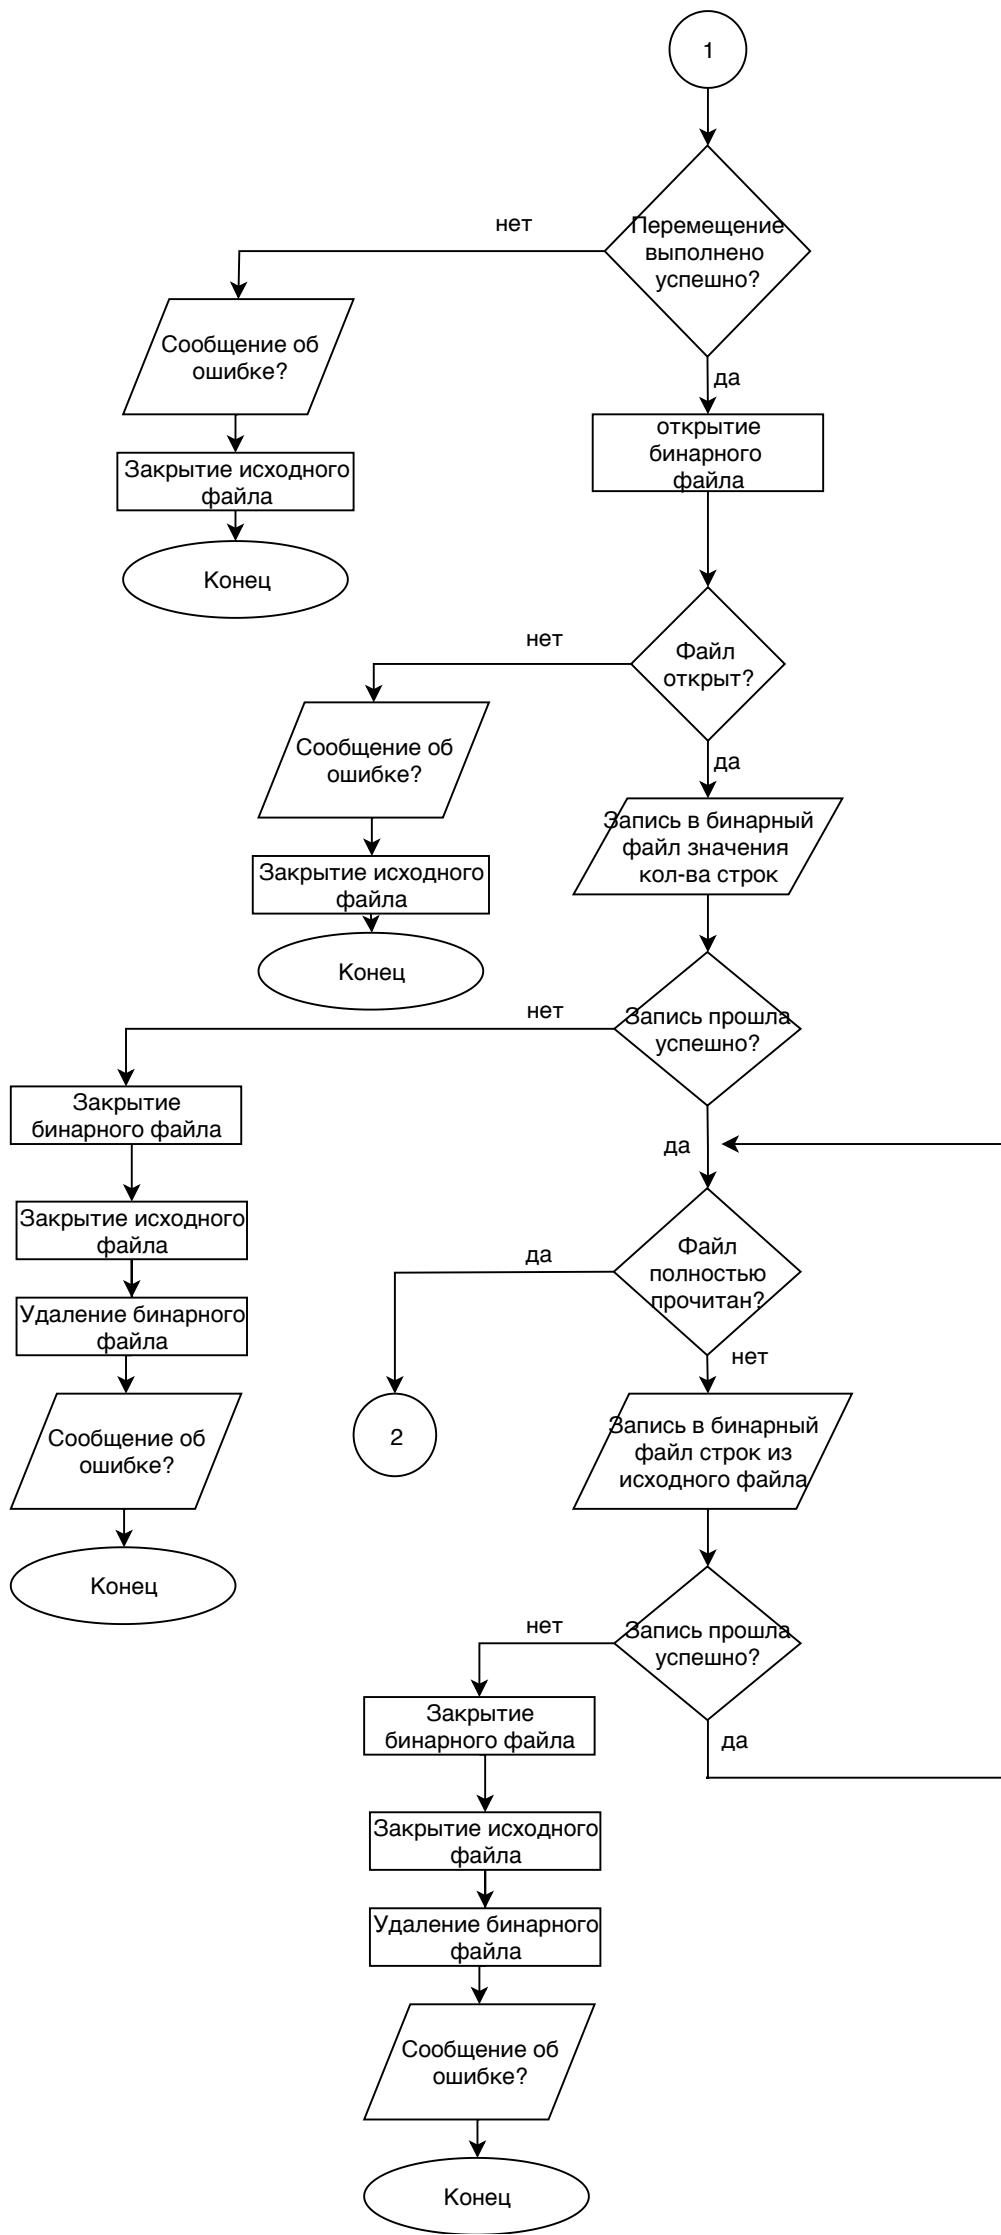 1
Перемещение
выполнено
успешно?
нет
Сообщение об
ошибке?
да
открытие
бинарного
файла
Закрытие исходного
файла
Конец
Файл
открыт?
нет
Сообщение об
ошибке?
да
Запись в бинарный
файл значения
кол-ва строк
Закрытие исходного
файла
Конец
Запись прошла
успешно?
нет
Закрытие
бинарного файла
да
Закрытие исходного
файла
Файл
полностью
прочитан?
да
Удаление бинарного
файла
нет
2
Запись в бинарный
файл строк из
исходного файла
Сообщение об
ошибке?
Конец
Запись прошла
успешно?
нет
Закрытие
бинарного файла
да
Закрытие исходного
файла
Удаление бинарного
файла
Сообщение об
ошибке?
Конец